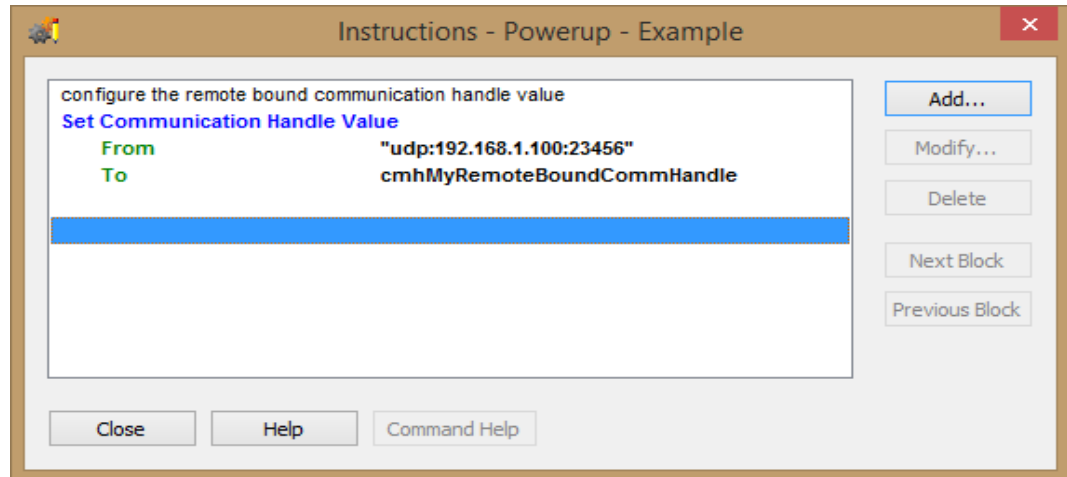 Instructions - Powerup - Example
configure the remote bound communication handle value
Set Communication Handle Value
From "udp:192.168.1.100:23456"
To cmhMyRemoteBoundCommHandle
Add...
Modify...
Delete
Next Block
Previous Block
Close Help Command Help